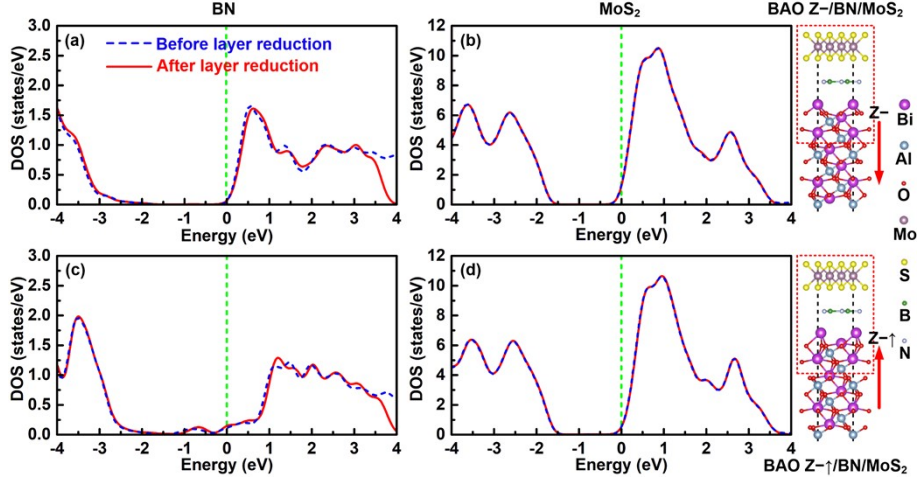 BN
MoS₂
BAO Z−/BN/MoS₂
(a)
Before layer reduction
After layer reduction
DOS (states/eV)
3.0
2.5
2.0
1.5
1.0
0.5
0.0
-4 -3 -2 -1 0 1 2 3 4
Energy (eV)
(b)
DOS (states/eV)
12
10
8
6
4
2
0
-4 -3 -2 -1 0 1 2 3 4
Energy (eV)
Z−
Bi
Al
O
Mo
S
B
N
(c)
DOS (states/eV)
3.0
2.5
2.0
1.5
1.0
0.5
0.0
-4 -3 -2 -1 0 1 2 3 4
Energy (eV)
(d)
DOS (states/eV)
12
10
8
6
4
2
0
-4 -3 -2 -1 0 1 2 3 4
Energy (eV)
Z−↑
BAO Z−↑/BN/MoS₂